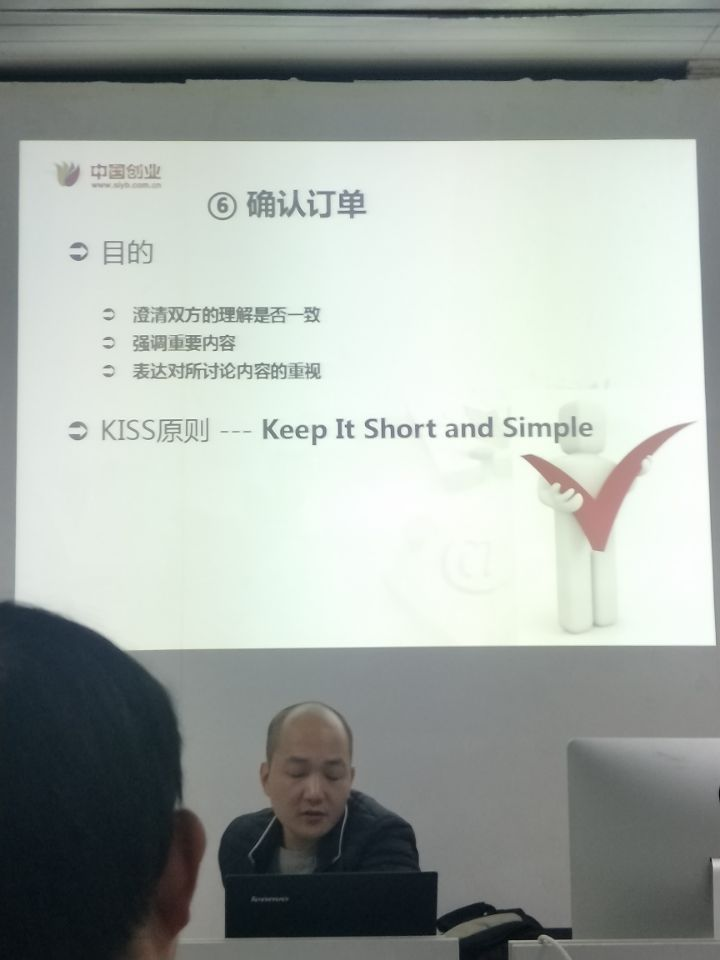 中国创业
www.siyb.com.cn
⑥ 确认订单
目的
澄清双方的理解是否一致
强调重要内容
表达对所讨论内容的重视
KISS原则 --- Keep It Short and Simple
lenovo